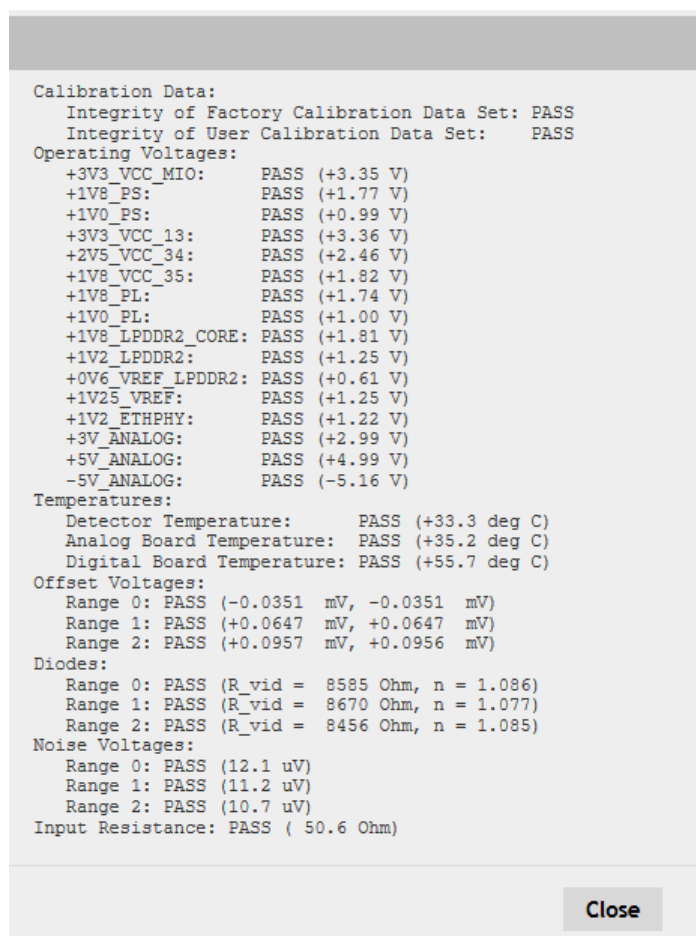 Calibration Data:
Integrity of Factory Calibration Data Set: PASS
Integrity of User Calibration Data Set: PASS
Operating Voltages:
+3V3_VCC_MIO: PASS (+3.35 V)
+1V8_PS: PASS (+1.77 V)
+1V0_PS: PASS (+0.99 V)
+3V3_VCC_13: PASS (+3.36 V)
+2V5_VCC_34: PASS (+2.46 V)
+1V8_VCC_35: PASS (+1.82 V)
+1V8_PL: PASS (+1.74 V)
+1V0_PL: PASS (+1.00 V)
+1V8_LPDDR2_CORE: PASS (+1.81 V)
+1V2_LPDDR2: PASS (+1.25 V)
+0V6_VREF_LPDDR2: PASS (+0.61 V)
+1V25_VREF: PASS (+1.25 V)
+1V2_ETHPHY: PASS (+1.22 V)
+3V_ANALOG: PASS (+2.99 V)
+5V_ANALOG: PASS (+4.99 V)
-5V_ANALOG: PASS (-5.16 V)
Temperatures:
Detector Temperature: PASS (+33.3 deg C)
Analog Board Temperature: PASS (+35.2 deg C)
Digital Board Temperature: PASS (+55.7 deg C)
Offset Voltages:
Range 0: PASS (-0.0351 mV, -0.0351 mV)
Range 1: PASS (+0.0647 mV, +0.0647 mV)
Range 2: PASS (+0.0957 mV, +0.0956 mV)
Diodes:
Range 0: PASS (R_vid = 8585 Ohm, n = 1.086)
Range 1: PASS (R_vid = 8670 Ohm, n = 1.077)
Range 2: PASS (R_vid = 8456 Ohm, n = 1.085)
Noise Voltages:
Range 0: PASS (12.1 uV)
Range 1: PASS (11.2 uV)
Range 2: PASS (10.7 uV)
Input Resistance: PASS ( 50.6 Ohm)
Close